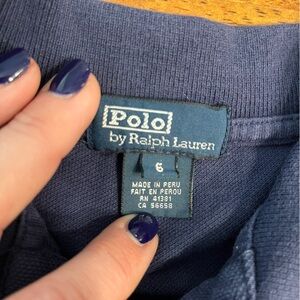 Polo
by Ralph Lauren
6
MADE IN PERU
FAIT EN PEROU
RN 41381
CA 56658